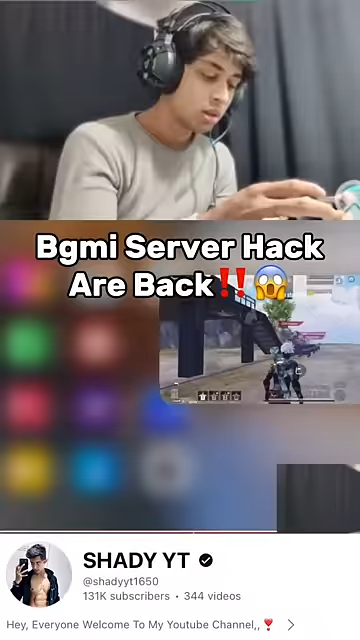 Bgmi Server Hack
Are Back‼️😱
SHADY YT
@shadyyt1650
131K subscribers • 344 videos
Hey, Everyone Welcome To My Youtube Channel,,❣️